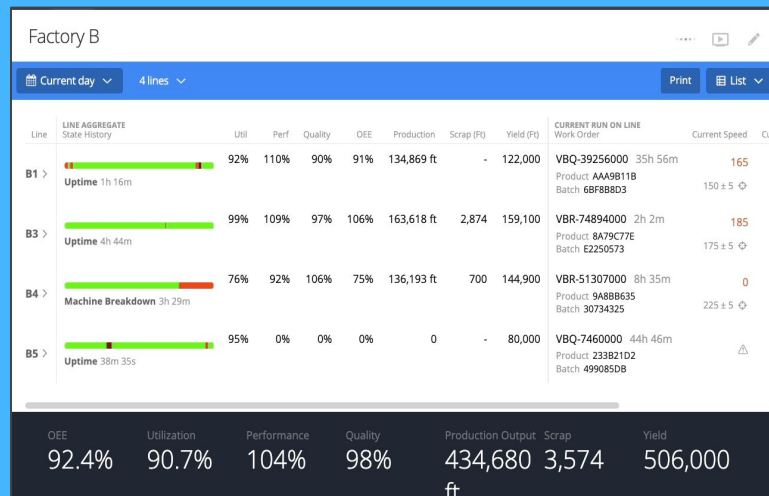 Factory B
Current day
4 lines
Print
List
LINE AGGREGATE
CURRENT RUN ON LINE
Line State History Util Perf Quality OEE Production Scrap (Ft) Yield (Ft) Work Order Current Speed
B1 92% 110% 90% 91% 134,869 ft - 122,000 VBQ-39256000 35h 56m 165
Uptime 1h 16m
Product AAA9B11B
Batch 6BF8B8D3
150 ± 5
B3 99% 109% 97% 106% 163,618 ft 2,874 159,100 VBR-74894000 2h 2m 185
Uptime 4h 44m
Product 8A79C77E
Batch E2250573
175 ± 5
B4 76% 92% 106% 75% 136,193 ft 700 144,900 VBR-51307000 8h 35m 0
Machine Breakdown 3h 29m
Product 9A8BB635
Batch 30734325
225 ± 5
B5 95% 0% 0% 0% 0 - 80,000 VBQ-7460000 44h 46m
Uptime 38m 35s
Product 233B21D2
Batch 499085DB
OEE Utilization Performance Quality Production Output Scrap Yield
92.4% 90.7% 104% 98% 434,680 ft 3,574 506,000